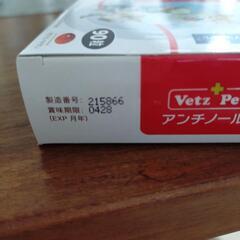 90粒
製造番号: 215866
賞味期限: 0428
(EXP 月年)
Vetz Pe
アンチノール